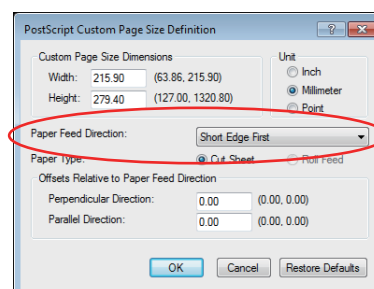 PostScript Custom Page Size Definition
Custom Page Size Dimensions
Unit
Width: 215.90 (63.86, 215.90)
Inch
Height: 279.40 (127.00, 1320.80)
Millimeter
Point
Paper Feed Direction: Short Edge First
Paper Type: Cut Sheet Roll Feed
Offsets Relative to Paper Feed Direction
Perpendicular Direction: 0.00 (0.00, 0.00)
Parallel Direction: 0.00 (0.00, 0.00)
OK Cancel Restore Defaults